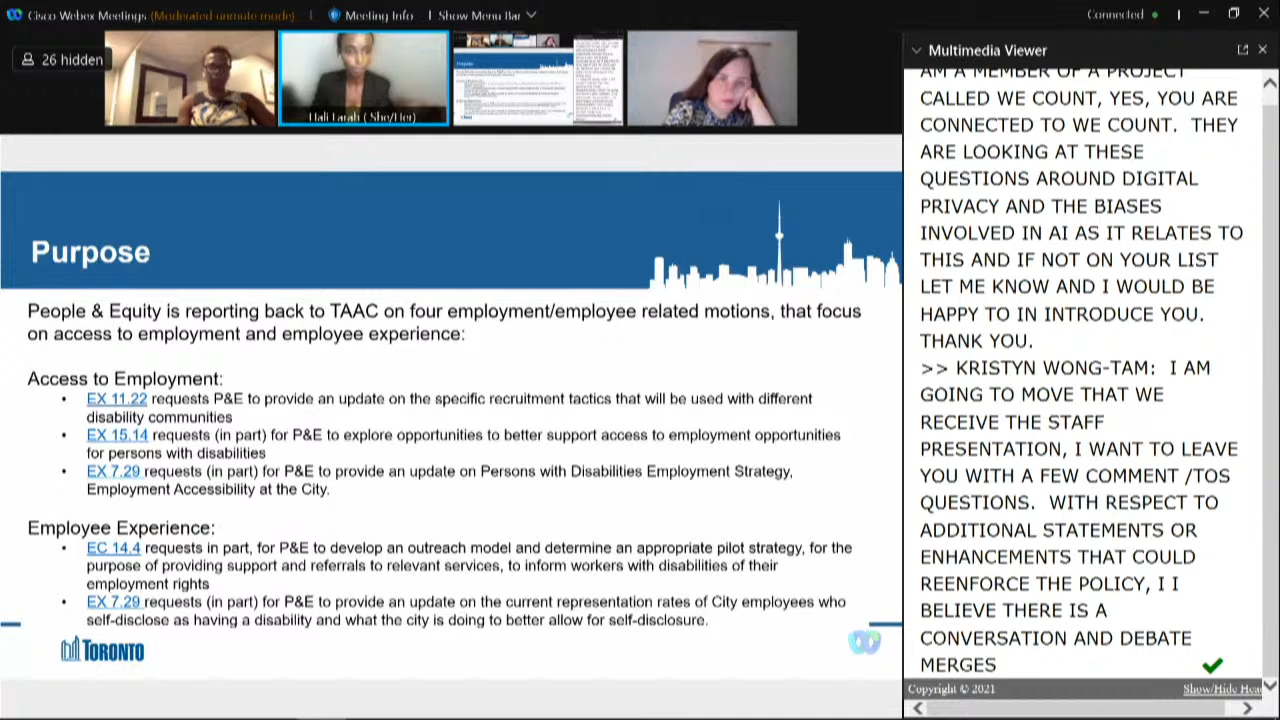 Cisco Webex Meetings (Moderated unmute mode) | Meeting Info | Show Menu Bar
Connected
26 hidden
Hali Farah ( She/Her)
Purpose
People & Equity is reporting back to TAAC on four employment/employee related motions, that focus
on access to employment and employee experience:
Access to Employment:
• EX 11.22 requests P&E to provide an update on the specific recruitment tactics that will be used with different
disability communities
• EX 15.14 requests (in part) for P&E to explore opportunities to better support access to employment opportunities
for persons with disabilities
• EX 7.29 requests (in part) for P&E to provide an update on Persons with Disabilities Employment Strategy,
Employment Accessibility at the City.
Employee Experience:
• EC 14.4 requests in part, for P&E to develop an outreach model and determine an appropriate pilot strategy, for the
purpose of providing support and referrals to relevant services, to inform workers with disabilities of their
employment rights
• EX 7.29 requests (in part) for P&E to provide an update on the current representation rates of City employees who
self-disclose as having a disability and what the city is doing to better allow for self-disclosure.
TORONTO
Multimedia Viewer
CALLED WE COUNT, YES, YOU ARE
CONNECTED TO WE COUNT. THEY
ARE LOOKING AT THESE
QUESTIONS AROUND DIGITAL
PRIVACY AND THE BIASES
INVOLVED IN AI AS IT RELATES TO
THIS AND IF NOT ON YOUR LIST
LET ME KNOW AND I WOULD BE
HAPPY TO IN INTRODUCE YOU.
THANK YOU.
>> KRISTYN WONG-TAM: I AM
GOING TO MOVE THAT WE
RECEIVE THE STAFF
PRESENTATION, I WANT TO LEAVE
YOU WITH A FEW COMMENT /TOS
QUESTIONS. WITH RESPECT TO
ADDITIONAL STATEMENTS OR
ENHANCEMENTS THAT COULD
REENFORCE THE POLICY, I I
BELIEVE THERE IS A
CONVERSATION AND DEBATE
MERGES
Copyright © 2021
Show/Hide Hea